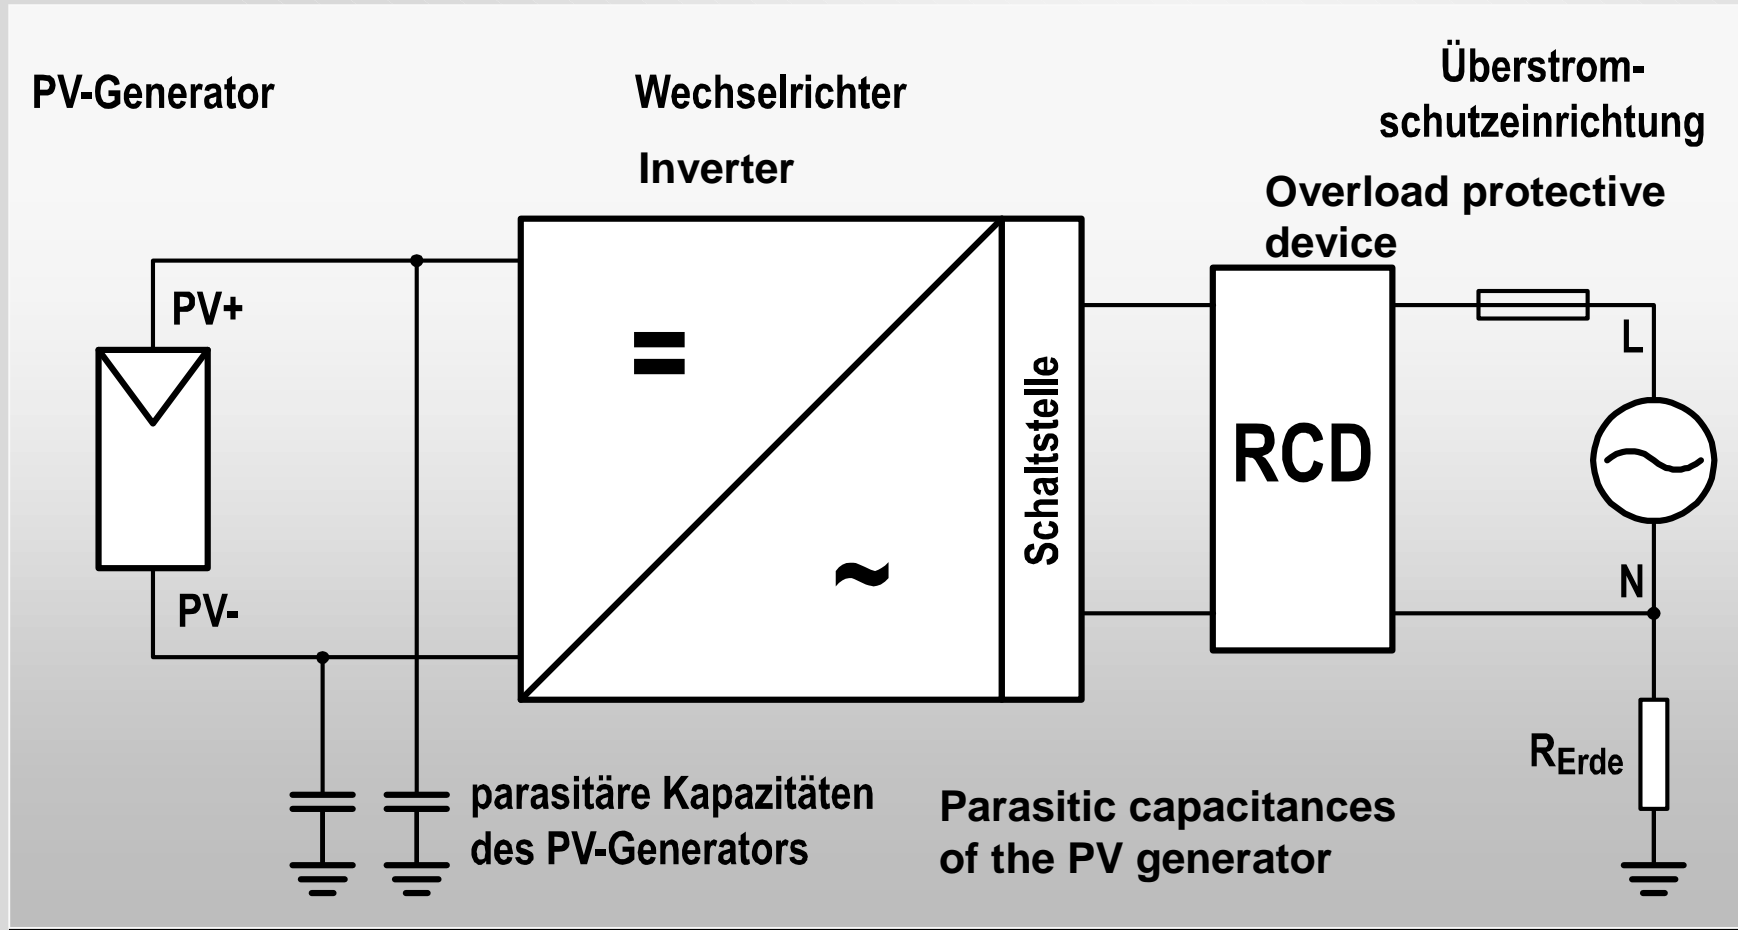 PV-Generator
Wechselrichter
Inverter
Überstrom-
schutzeinrichtung
Overload protective
device
PV+
PV-
=
~
Schaltstelle
RCD
L
N
RErde
parasitäre Kapazitäten
des PV-Generators
Parasitic capacitances
of the PV generator